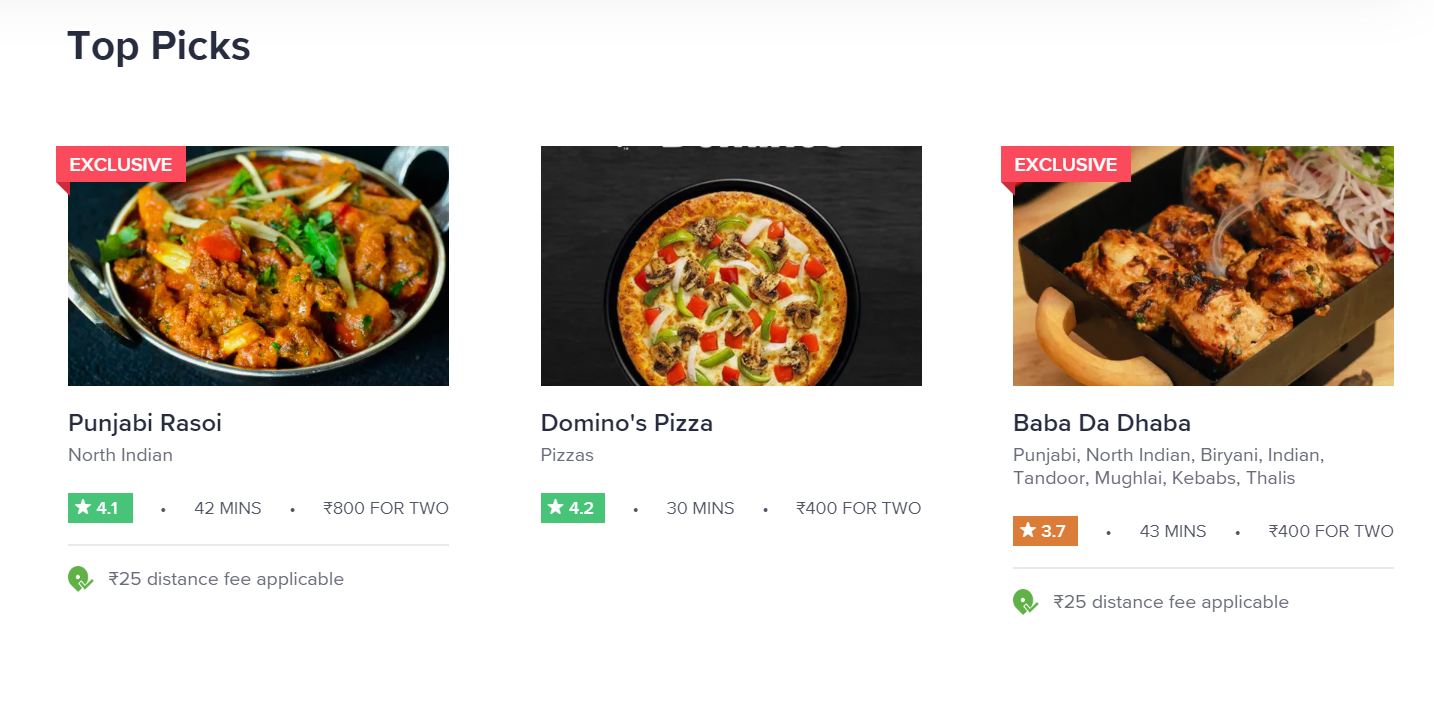 Top Picks
EXCLUSIVE
Punjabi Rasoi
North Indian
★ 4.1 • 42 MINS • ₹800 FOR TWO
₹25 distance fee applicable
Domino's Pizza
Pizzas
★ 4.2 • 30 MINS • ₹400 FOR TWO
EXCLUSIVE
Baba Da Dhaba
Punjabi, North Indian, Biryani, Indian,
Tandoor, Mughlai, Kebabs, Thalis
★ 3.7 • 43 MINS • ₹400 FOR TWO
₹25 distance fee applicable